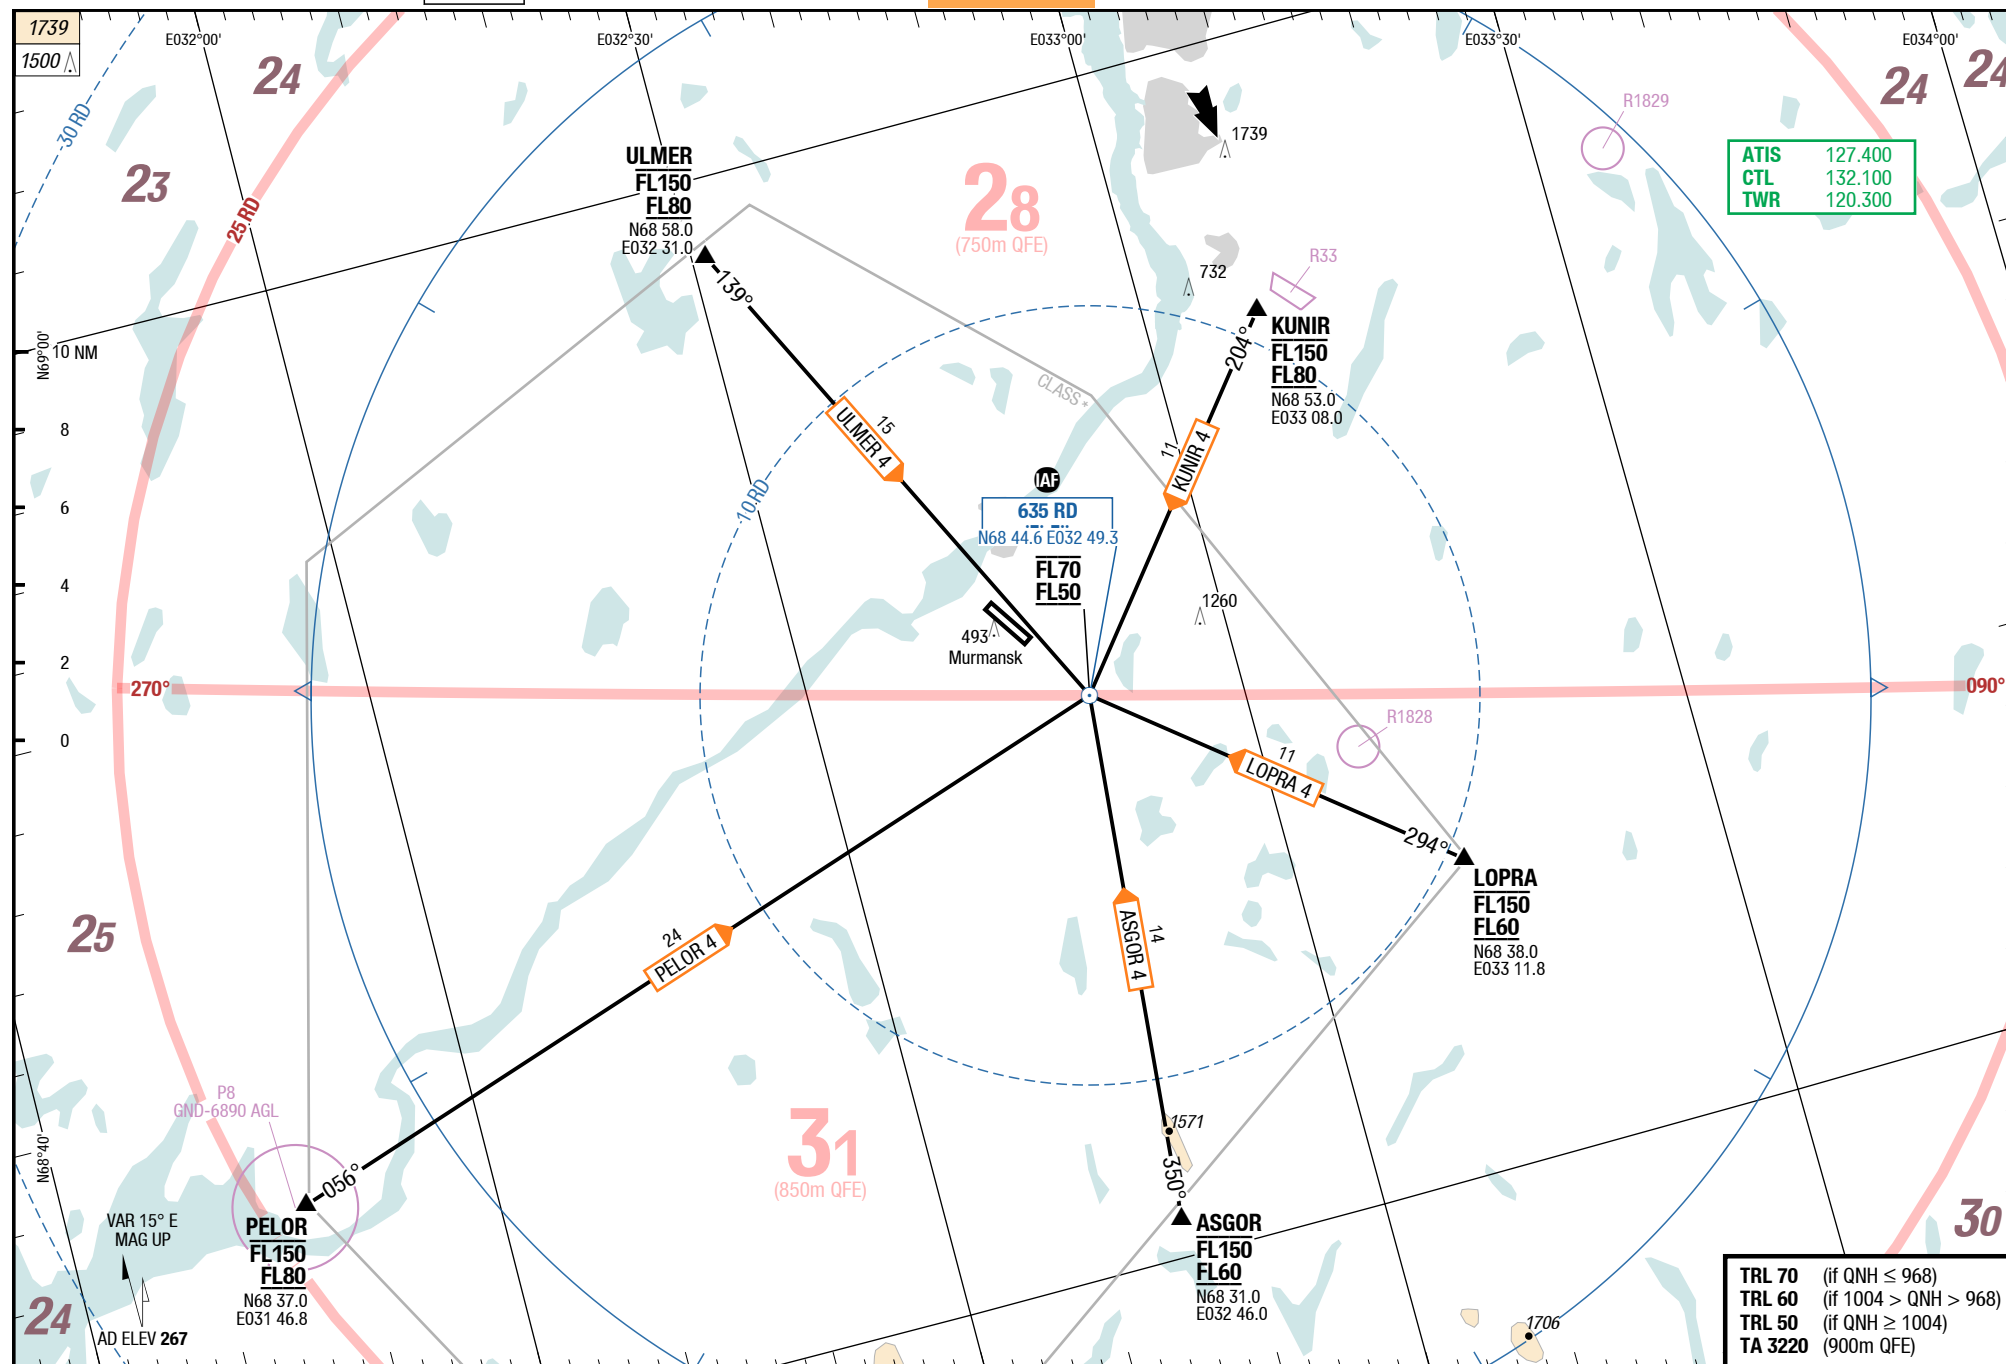 1739
1500
E032°00'
E032°30'
E033°00'
E033°30'
E034°00'
24
24
24
30 RD
23
25 RD
ULMER
FL150
FL80
N68 58.0
E032 31.0
139°
28
(750m QFE)
1739
R1829
ATIS 127.400
CTL 132.100
TWR 120.300
732
R33
KUNIR
FL150
FL80
N68 53.0
E033 08.0
204°
N69°00'
10 NM
8
6
4
2
0
CLASS *
15
ULMER 4
11
KUNIR 4
10 RD
IAF
635 RD
N68 44.6 E032 49.3
FL70
FL50
493
Murmansk
1260
270°
090°
R1828
11
LOPRA 4
294°
LOPRA
FL150
FL60
N68 38.0
E033 11.8
25
24
PELOR 4
14
ASGOR 4
P8
GND-6890 AGL
31
(850m QFE)
1571
350°
056°
N68°40'
VAR 15° E
MAG UP
PELOR
FL150
FL80
N68 37.0
E031 46.8
ASGOR
FL150
FL60
N68 31.0
E032 46.0
30
24
AD ELEV 267
1706
TRL 70 (if QNH ≤ 968)
TRL 60 (if 1004 > QNH > 968)
TRL 50 (if QNH ≥ 1004)
TA 3220 (900m QFE)